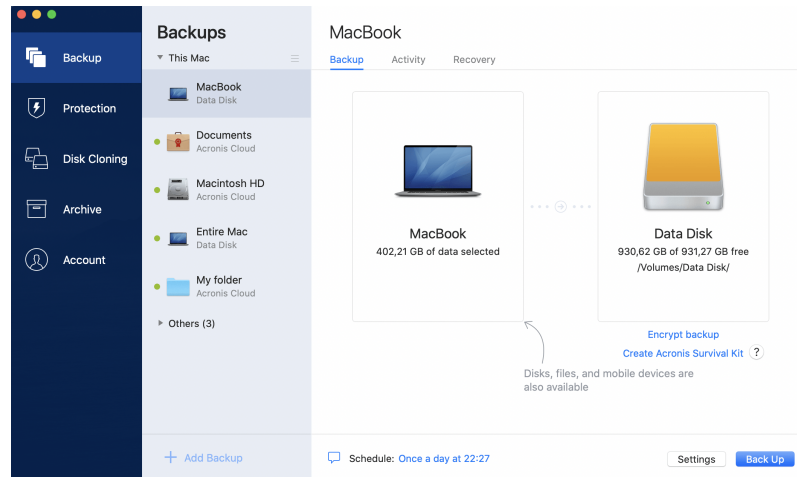 Backup
Protection
Disk Cloning
Archive
Account
Backups
This Mac
MacBook
Data Disk
Documents
Acronis Cloud
Macintosh HD
Acronis Cloud
Entire Mac
Data Disk
My folder
Acronis Cloud
Others (3)
Add Backup
MacBook
Backup Activity Recovery
MacBook
402,21 GB of data selected
Data Disk
930,62 GB of 931,27 GB free
/Volumes/Data Disk/
Encrypt backup
Create Acronis Survival Kit ?
Disks, files, and mobile devices are
also available
Schedule: Once a day at 22:27
Settings
Back Up